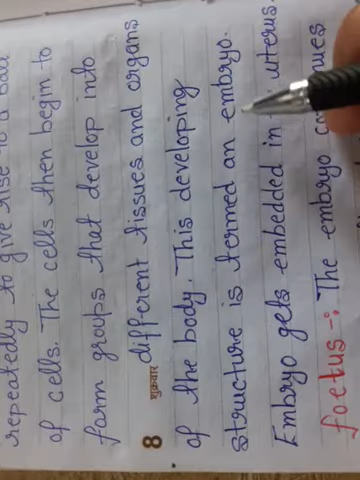 repeatedly to give rise to a ball
of cells. The cells then begin to
form groups that develop into
8 शुक्रवार different tissues and organs
of the body. This developing
structure is termed an embryo.
Embryo gets embedded in uterus.
foetus -: The embryo